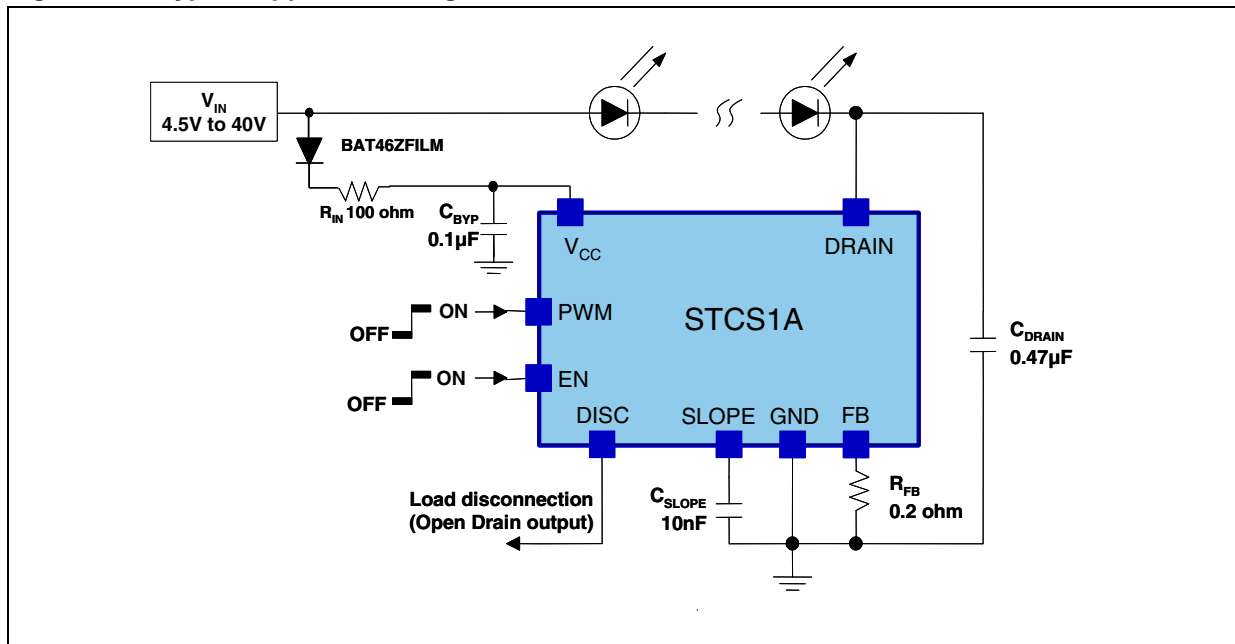 V_IN
4.5V to 40V
BAT46ZFILM
R_IN 100 ohm
C_BYP
0.1µF
V_CC
DRAIN
STCS1A
ON
PWM
OFF
ON
EN
OFF
DISC
SLOPE
GND
FB
C_DRAIN
0.47µF
Load disconnection
(Open Drain output)
C_SLOPE
10nF
R_FB
0.2 ohm